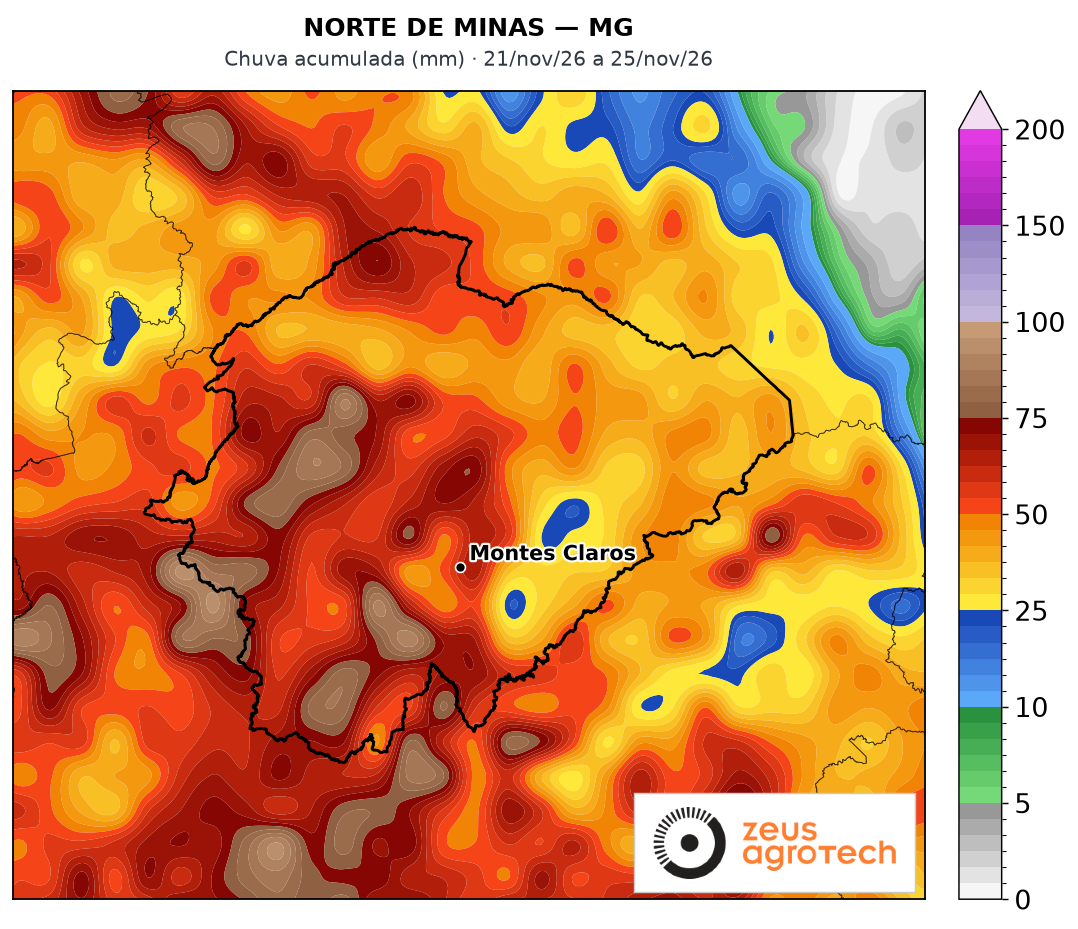 NORTE DE MINAS — MG
Chuva acumulada (mm) · 21/nov/26 a 25/nov/26
200
150
100
75
50
25
10
5
0
Montes Claros
zeus
agrotech